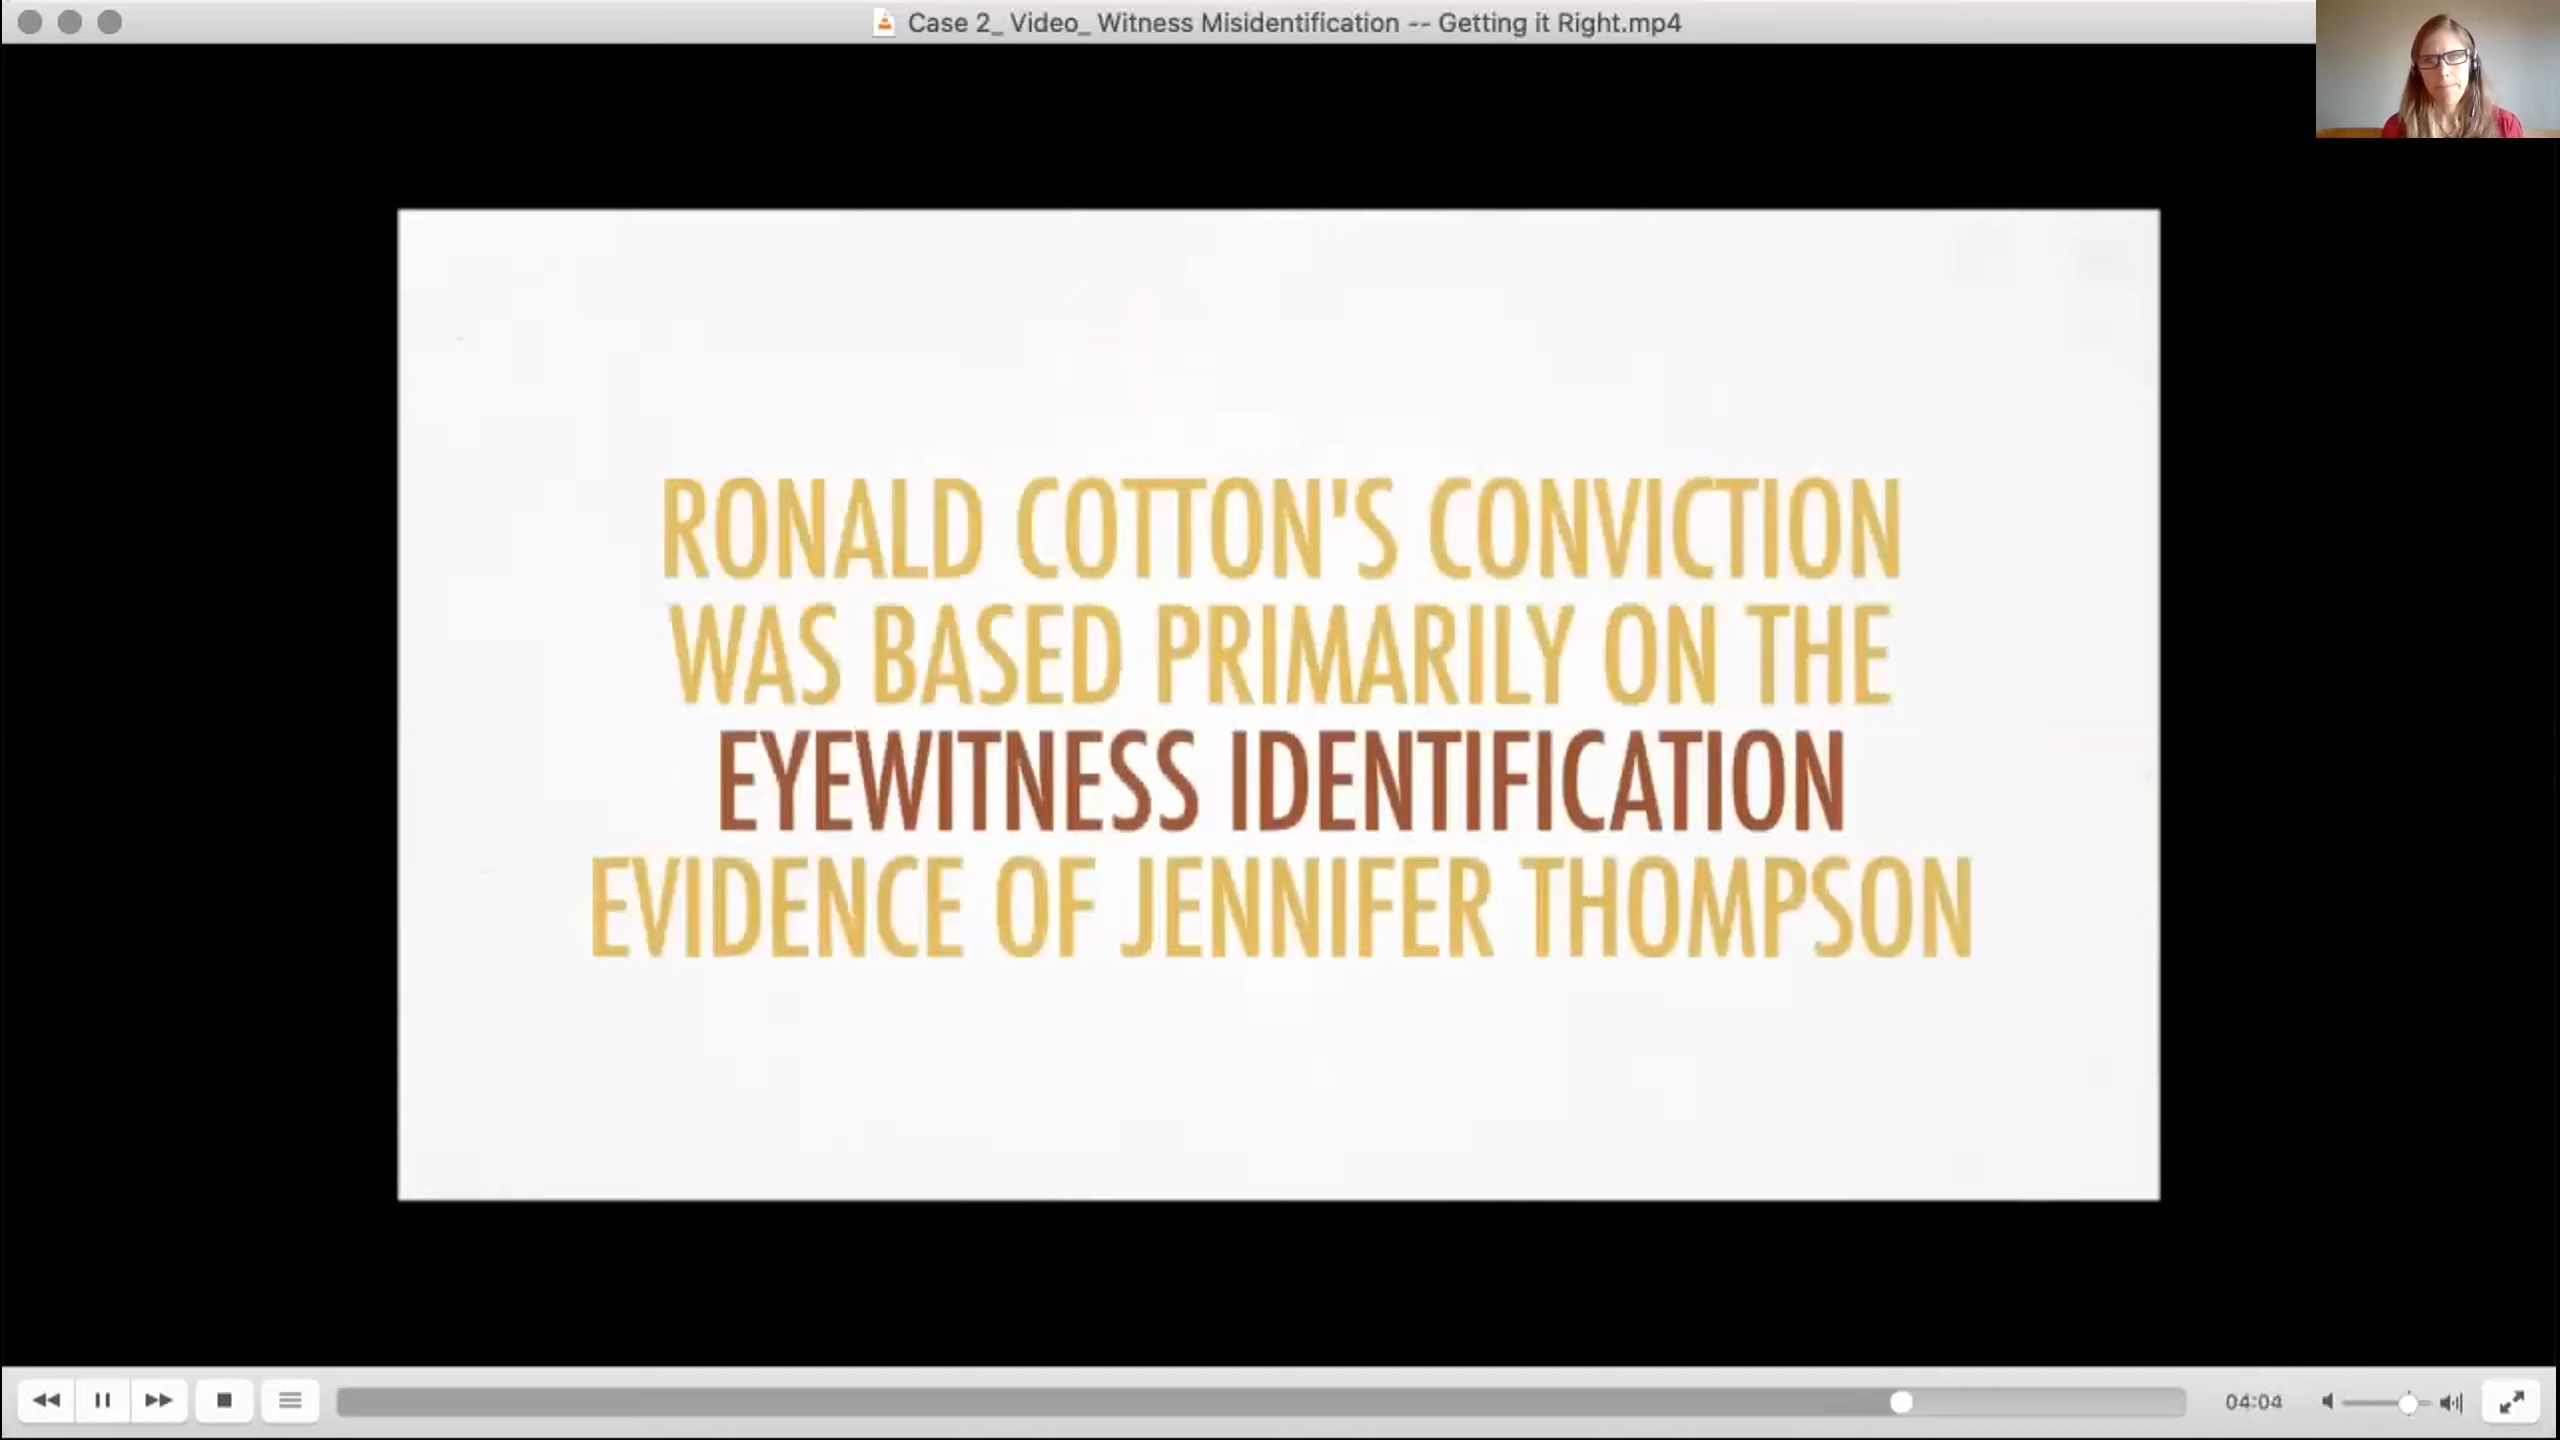 Case 2_ Video_ Witness Misidentification -- Getting it Right.mp4
RONALD COTTON'S CONVICTION
WAS BASED PRIMARILY ON THE
EYEWITNESS IDENTIFICATION
EVIDENCE OF JENNIFER THOMPSON
04:04